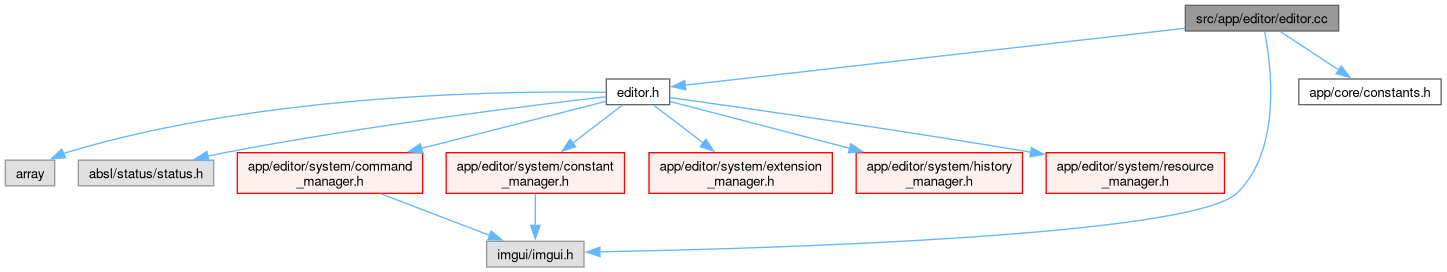 src/app/editor/editor.cc
editor.h
app/core/constants.h
array
absl/status/status.h
app/editor/system/command
_manager.h
app/editor/system/constant
_manager.h
app/editor/system/extension
_manager.h
app/editor/system/history
_manager.h
app/editor/system/resource
_manager.h
imgui/imgui.h